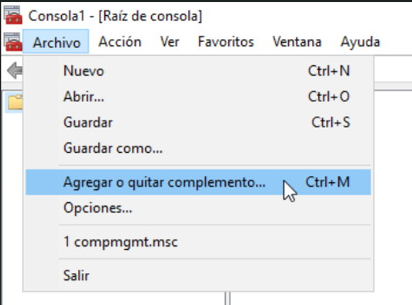 Consola1 - [Raíz de consola]
Archivo Acción Ver Favoritos Ventana Ayuda
Nuevo Ctrl+N
Abrir... Ctrl+O
Guardar Ctrl+S
Guardar como...
Agregar o quitar complemento... Ctrl+M
Opciones...
1 compmgmt.msc
Salir